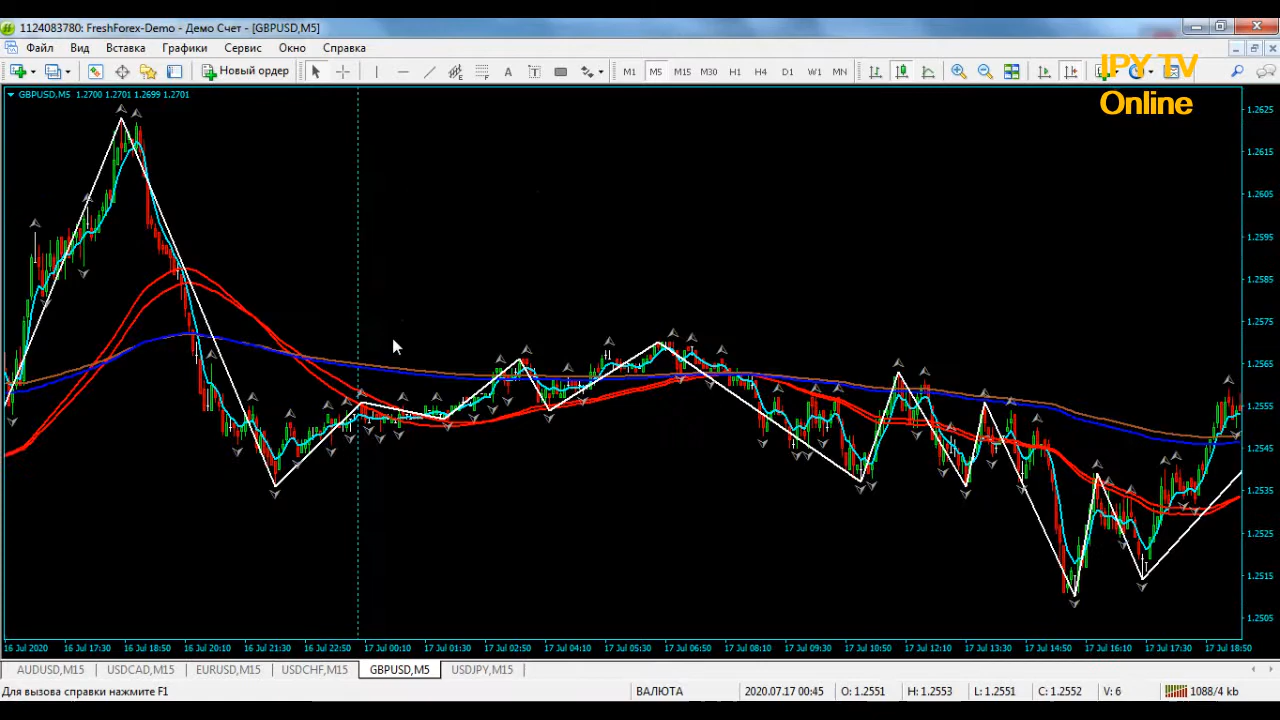 1124083780: FreshForex-Demo - Демо Счет - [GBPUSD,M5]
Файл Вид Вставка Графики Сервис Окно Справка
Новый ордер A T M1 M5 M15 M30 H1 H4 D1 W1 MN
JPY TV
Online
GBPUSD,M5 1.2700 1.2701 1.2699 1.2701
1.2625
1.2615
1.2605
1.2595
1.2585
1.2575
1.2565
1.2555
1.2545
1.2535
1.2525
1.2515
1.2505
16 Jul 2020 16 Jul 17:30 16 Jul 18:50 16 Jul 20:10 16 Jul 21:30 16 Jul 22:50 17 Jul 00:10 17 Jul 01:30 17 Jul 02:50 17 Jul 04:10 17 Jul 05:30 17 Jul 06:50 17 Jul 08:10 17 Jul 09:30 17 Jul 10:50 17 Jul 12:10 17 Jul 13:30 17 Jul 14:50 17 Jul 16:10 17 Jul 17:30 17 Jul 18:50
AUDUSD,M15 USDCAD,M15 EURUSD,M15 USDCHF,M15 GBPUSD,M5 USDJPY,M15
Для вызова справки нажмите F1 ВАЛЮТА 2020.07.17 00:45 O: 1.2551 H: 1.2553 L: 1.2551 C: 1.2552 V: 6 1088/4 kb